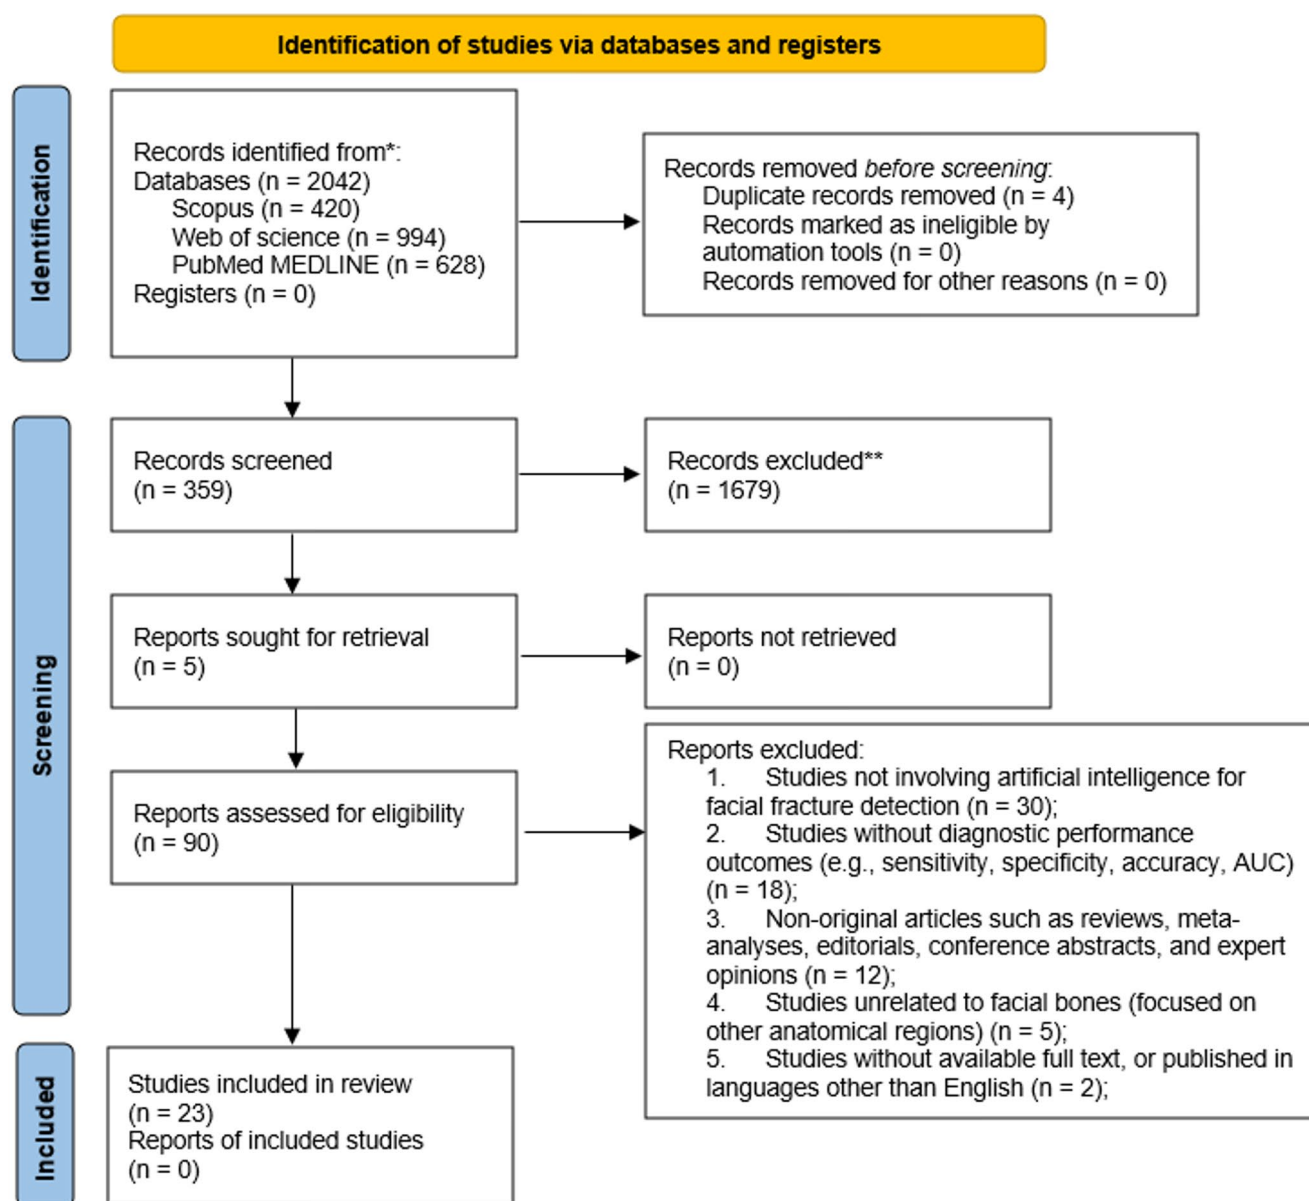 Identification of studies via databases and registers
Identification
Records identified from*:
Databases (n = 2042)
Scopus (n = 420)
Web of science (n = 994)
PubMed MEDLINE (n = 628)
Registers (n = 0)
Records removed before screening:
Duplicate records removed (n = 4)
Records marked as ineligible by
automation tools (n = 0)
Records removed for other reasons (n = 0)
Screening
Records screened
(n = 359)
Records excluded**
(n = 1679)
Reports sought for retrieval
(n = 5)
Reports not retrieved
(n = 0)
Reports assessed for eligibility
(n = 90)
Reports excluded:
1. Studies not involving artificial intelligence for
facial fracture detection (n = 30);
2. Studies without diagnostic performance
outcomes (e.g., sensitivity, specificity, accuracy, AUC)
(n = 18);
3. Non-original articles such as reviews, meta-
analyses, editorials, conference abstracts, and expert
opinions (n = 12);
4. Studies unrelated to facial bones (focused on
other anatomical regions) (n = 5);
5. Studies without available full text, or published in
languages other than English (n = 2);
Included
Studies included in review
(n = 23)
Reports of included studies
(n = 0)